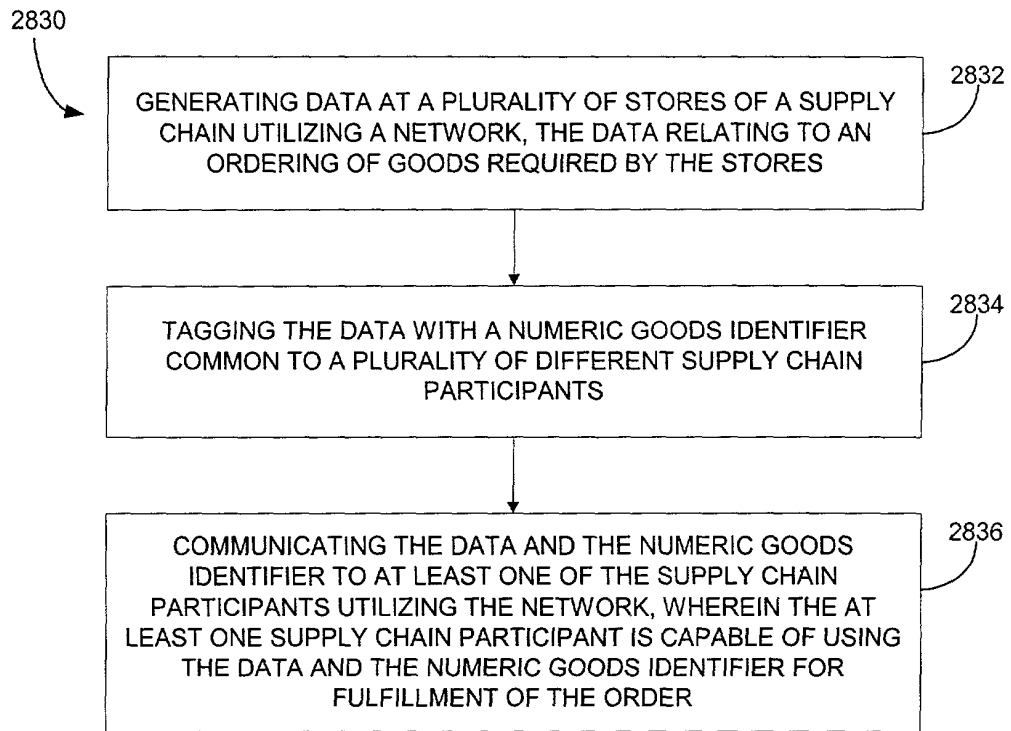 2830
2832
GENERATING DATA AT A PLURALITY OF STORES OF A SUPPLY
CHAIN UTILIZING A NETWORK, THE DATA RELATING TO AN
ORDERING OF GOODS REQUIRED BY THE STORES
2834
TAGGING THE DATA WITH A NUMERIC GOODS IDENTIFIER
COMMON TO A PLURALITY OF DIFFERENT SUPPLY CHAIN
PARTICIPANTS
2836
COMMUNICATING THE DATA AND THE NUMERIC GOODS
IDENTIFIER TO AT LEAST ONE OF THE SUPPLY CHAIN
PARTICIPANTS UTILIZING THE NETWORK, WHEREIN THE AT
LEAST ONE SUPPLY CHAIN PARTICIPANT IS CAPABLE OF USING
THE DATA AND THE NUMERIC GOODS IDENTIFIER FOR
FULFILLMENT OF THE ORDER